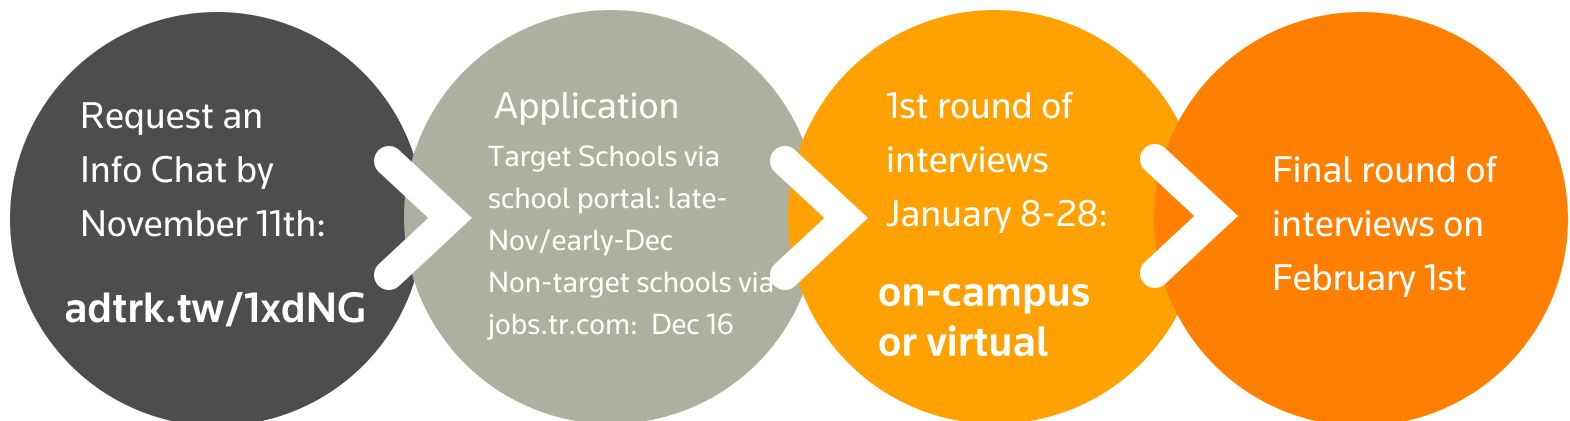 Request an
Info Chat by
November 11th:
adtrk.tw/1xdNG
Application
Target Schools via
school portal: late-
Nov/early-Dec
Non-target schools via
jobs.tr.com:  Dec 16
1st round of
interviews
January 8-28:
on-campus
or virtual
Final round of
interviews on
February 1st